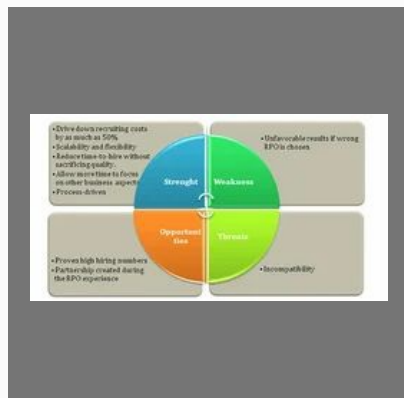 • Drive down recruiting costs
by as much as 50%
• Scalability and flexibility
• Reduce time-to-hire without
sacrificing quality.
• Allow more time to focus
on other business aspects
• Process-driven
Strenght
Weakness
• Unfavorable results if wrong
RPO is chosen
Opportuni
ties
Threats
• Proven high hiring numbers
• Partnership created during
the RPO experience
• Incompatibility